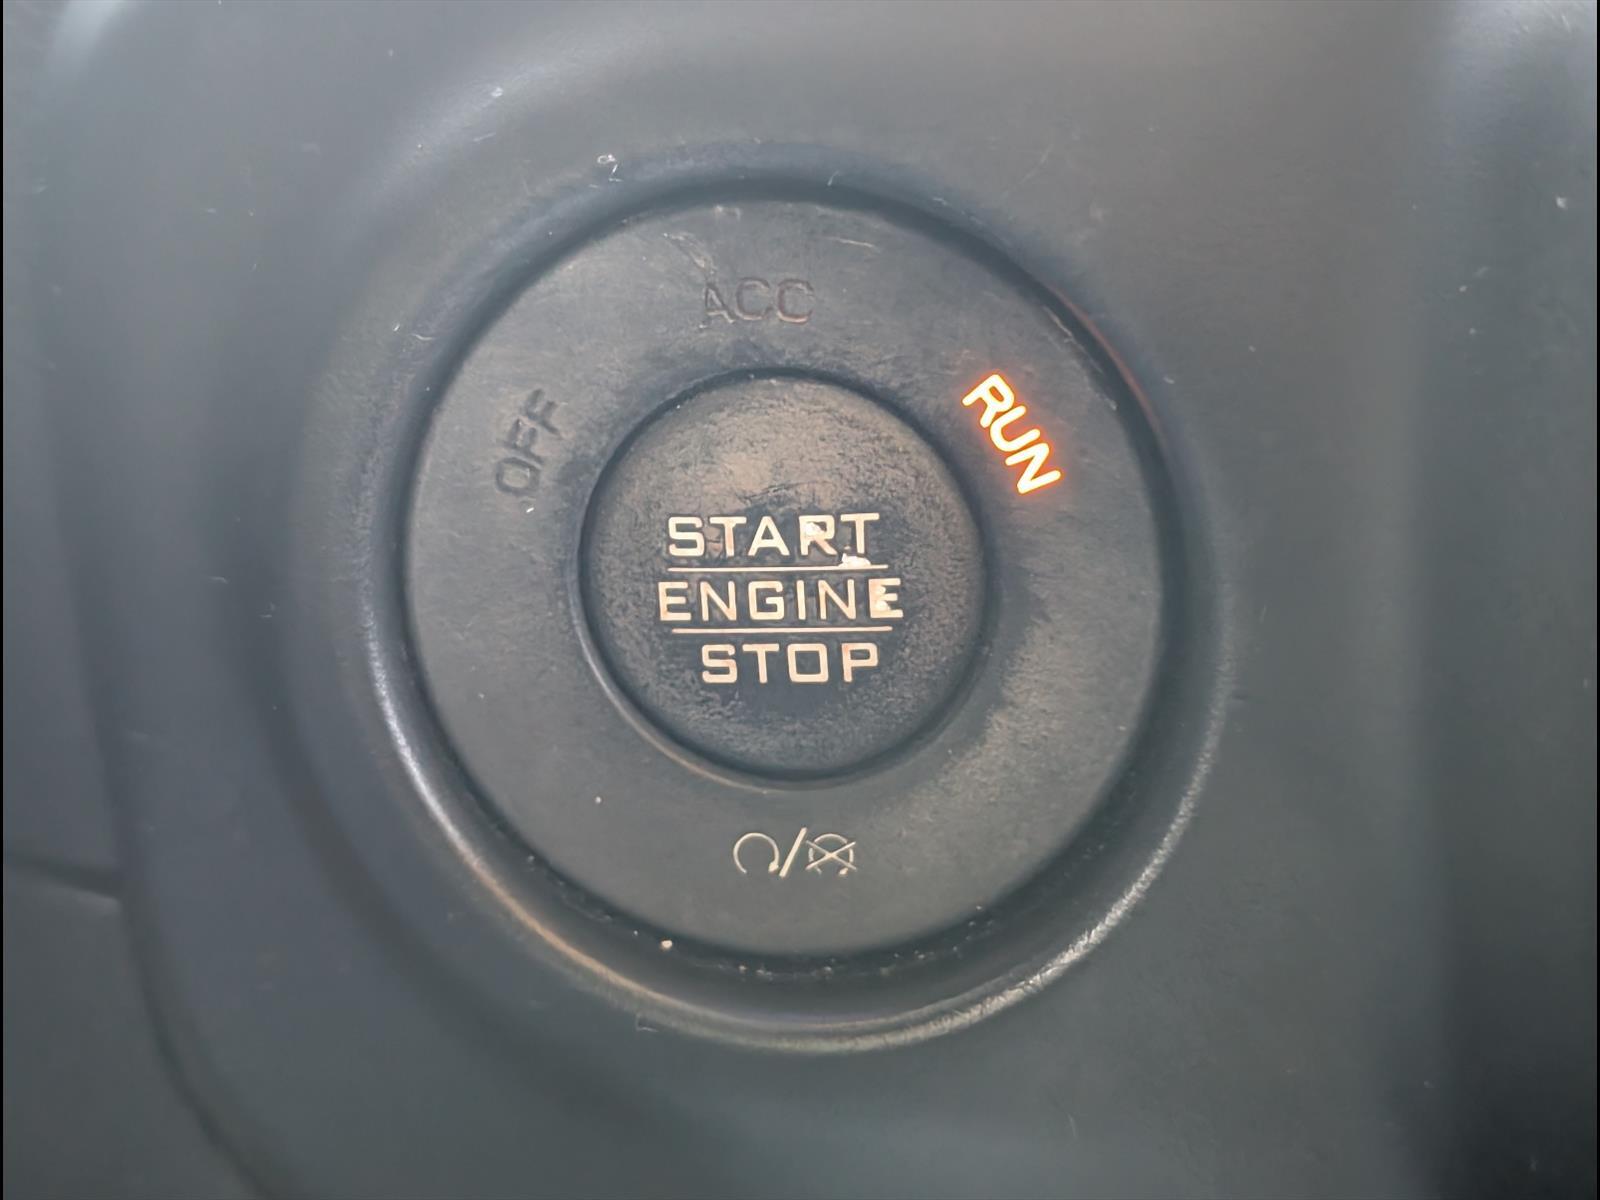 ACC
OFF
RUN
START
ENGINE
STOP